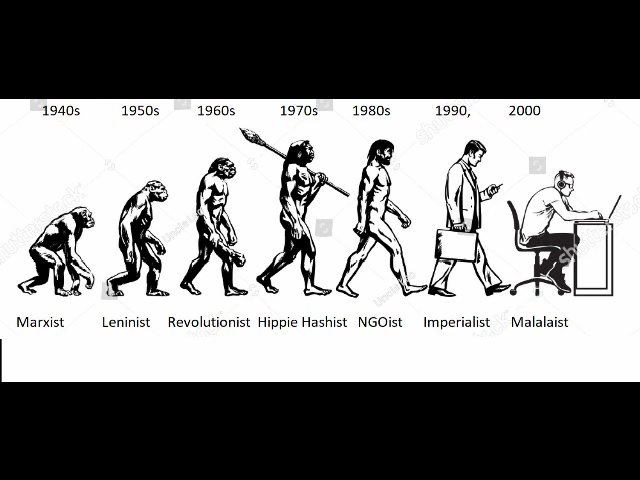 1940s 1950s 1960s 1970s 1980s 1990, 2000
Marxist Leninist Revolutionist Hippie Hashist NGOist Imperialist Malalaist